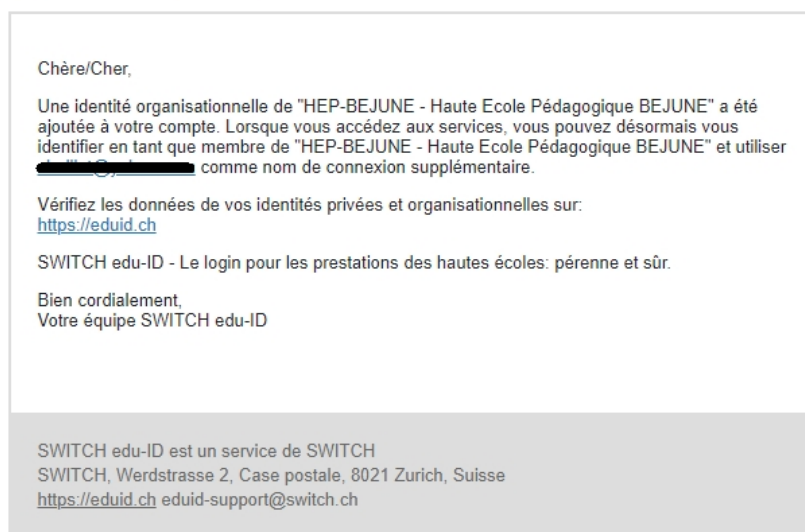 Chère/Cher,
Une identité organisationnelle de "HEP-BEJUNE - Haute Ecole Pédagogique BEJUNE" a été
ajoutée à votre compte. Lorsque vous accédez aux services, vous pouvez désormais vous
identifier en tant que membre de "HEP-BEJUNE - Haute Ecole Pédagogique BEJUNE" et utiliser
comme nom de connexion supplémentaire.
Vérifiez les données de vos identités privées et organisationnelles sur:
https://eduid.ch
SWITCH edu-ID - Le login pour les prestations des hautes écoles: pérenne et sûr.
Bien cordialement,
Votre équipe SWITCH edu-ID
SWITCH edu-ID est un service de SWITCH
SWITCH, Werdstrasse 2, Case postale, 8021 Zurich, Suisse
https://eduid.ch eduid-support@switch.ch